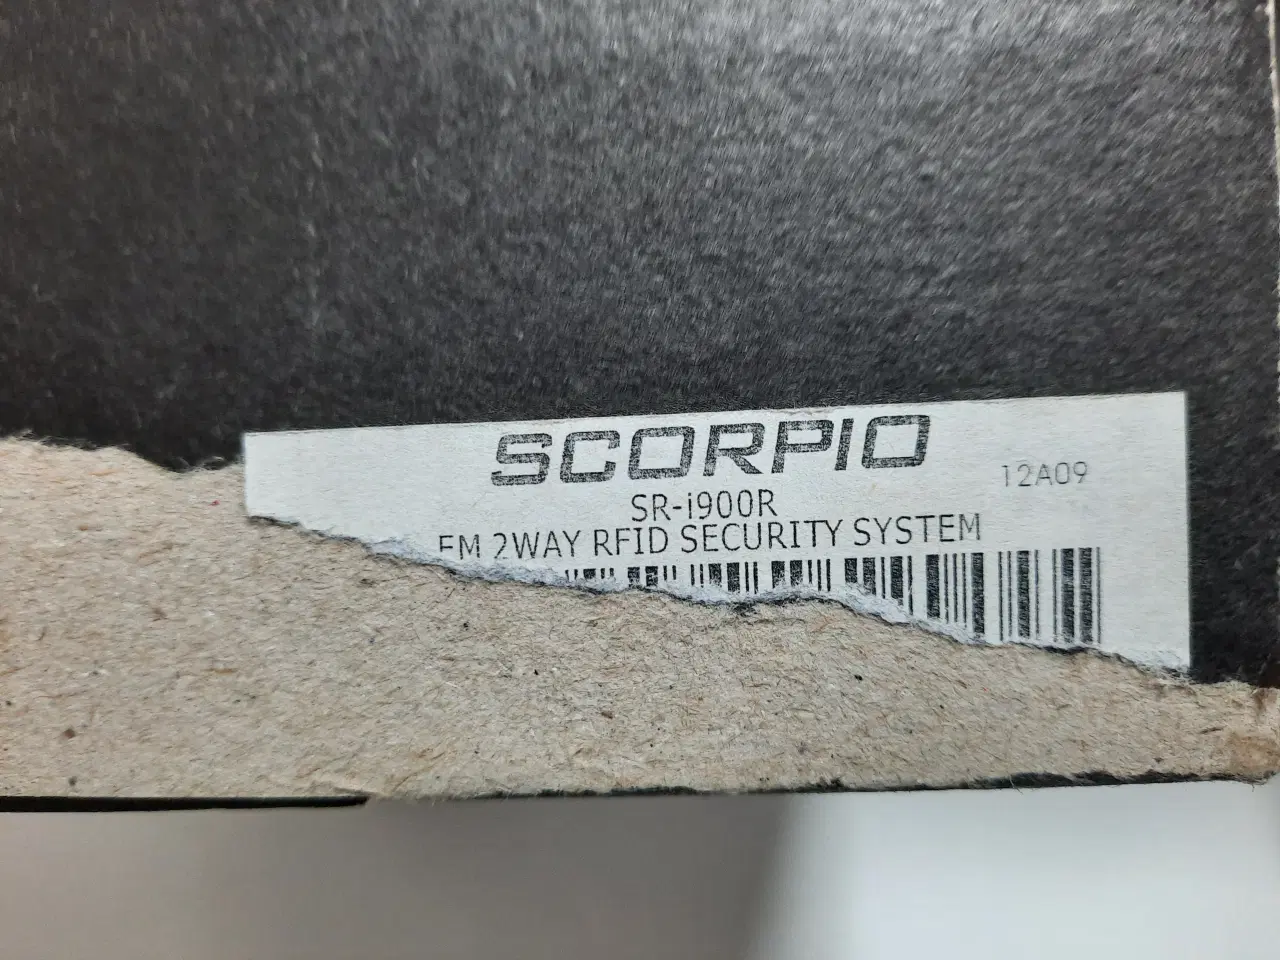 SCORPIO
12A09
SR-i900R
FM 2WAY RFID SECURITY SYSTEM